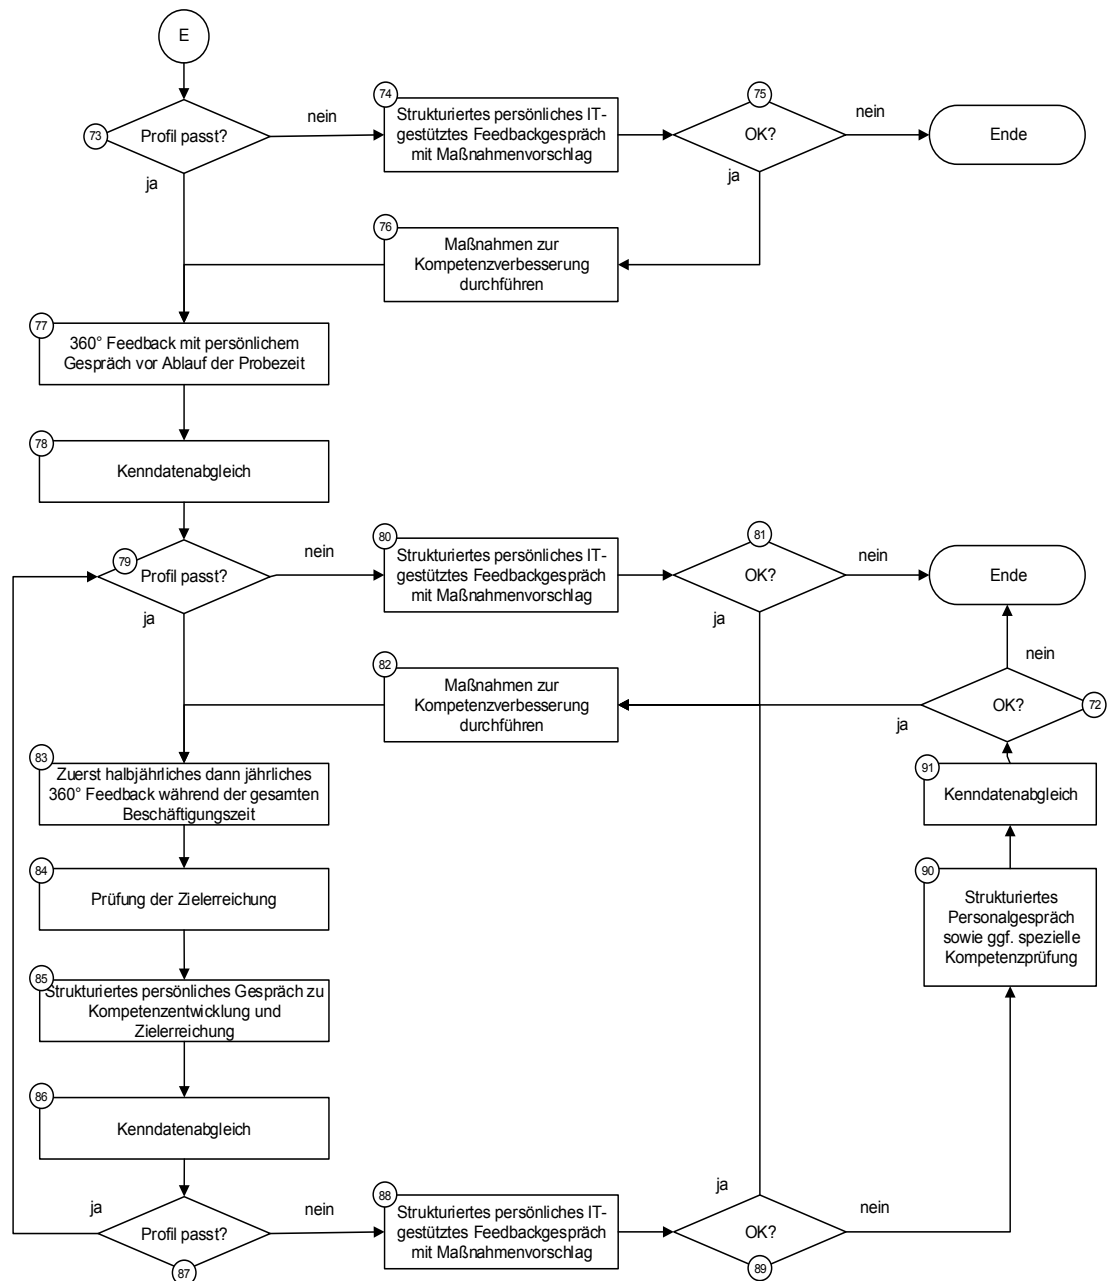 E
73
Profil passt?
nein
ja
74
Strukturiertes persönliches IT-
gestütztes Feedbackgespräch
mit Maßnahmenvorschlag
75
OK?
nein
ja
Ende
76
Maßnahmen zur
Kompetenzverbesserung
durchführen
77
360° Feedback mit persönlichem
Gespräch vor Ablauf der Probezeit
78
Kenndatenabgleich
79
Profil passt?
nein
ja
80
Strukturiertes persönliches IT-
gestütztes Feedbackgespräch
mit Maßnahmenvorschlag
81
OK?
nein
ja
Ende
nein
82
Maßnahmen zur
Kompetenzverbesserung
durchführen
OK?
72
ja
83
Zuerst halbjährliches dann jährliches
360° Feedback während der gesamten
Beschäftigungszeit
91
Kenndatenabgleich
84
Prüfung der Zielerreichung
90
Strukturiertes
Personalgespräch
sowie ggf. spezielle
Kompetenzprüfung
85
Strukturiertes persönliches Gespräch zu
Kompetenzentwicklung und
Zielerreichung
86
Kenndatenabgleich
ja
Profil passt?
87
nein
88
Strukturiertes persönliches IT-
gestütztes Feedbackgespräch
mit Maßnahmenvorschlag
ja
OK?
89
nein